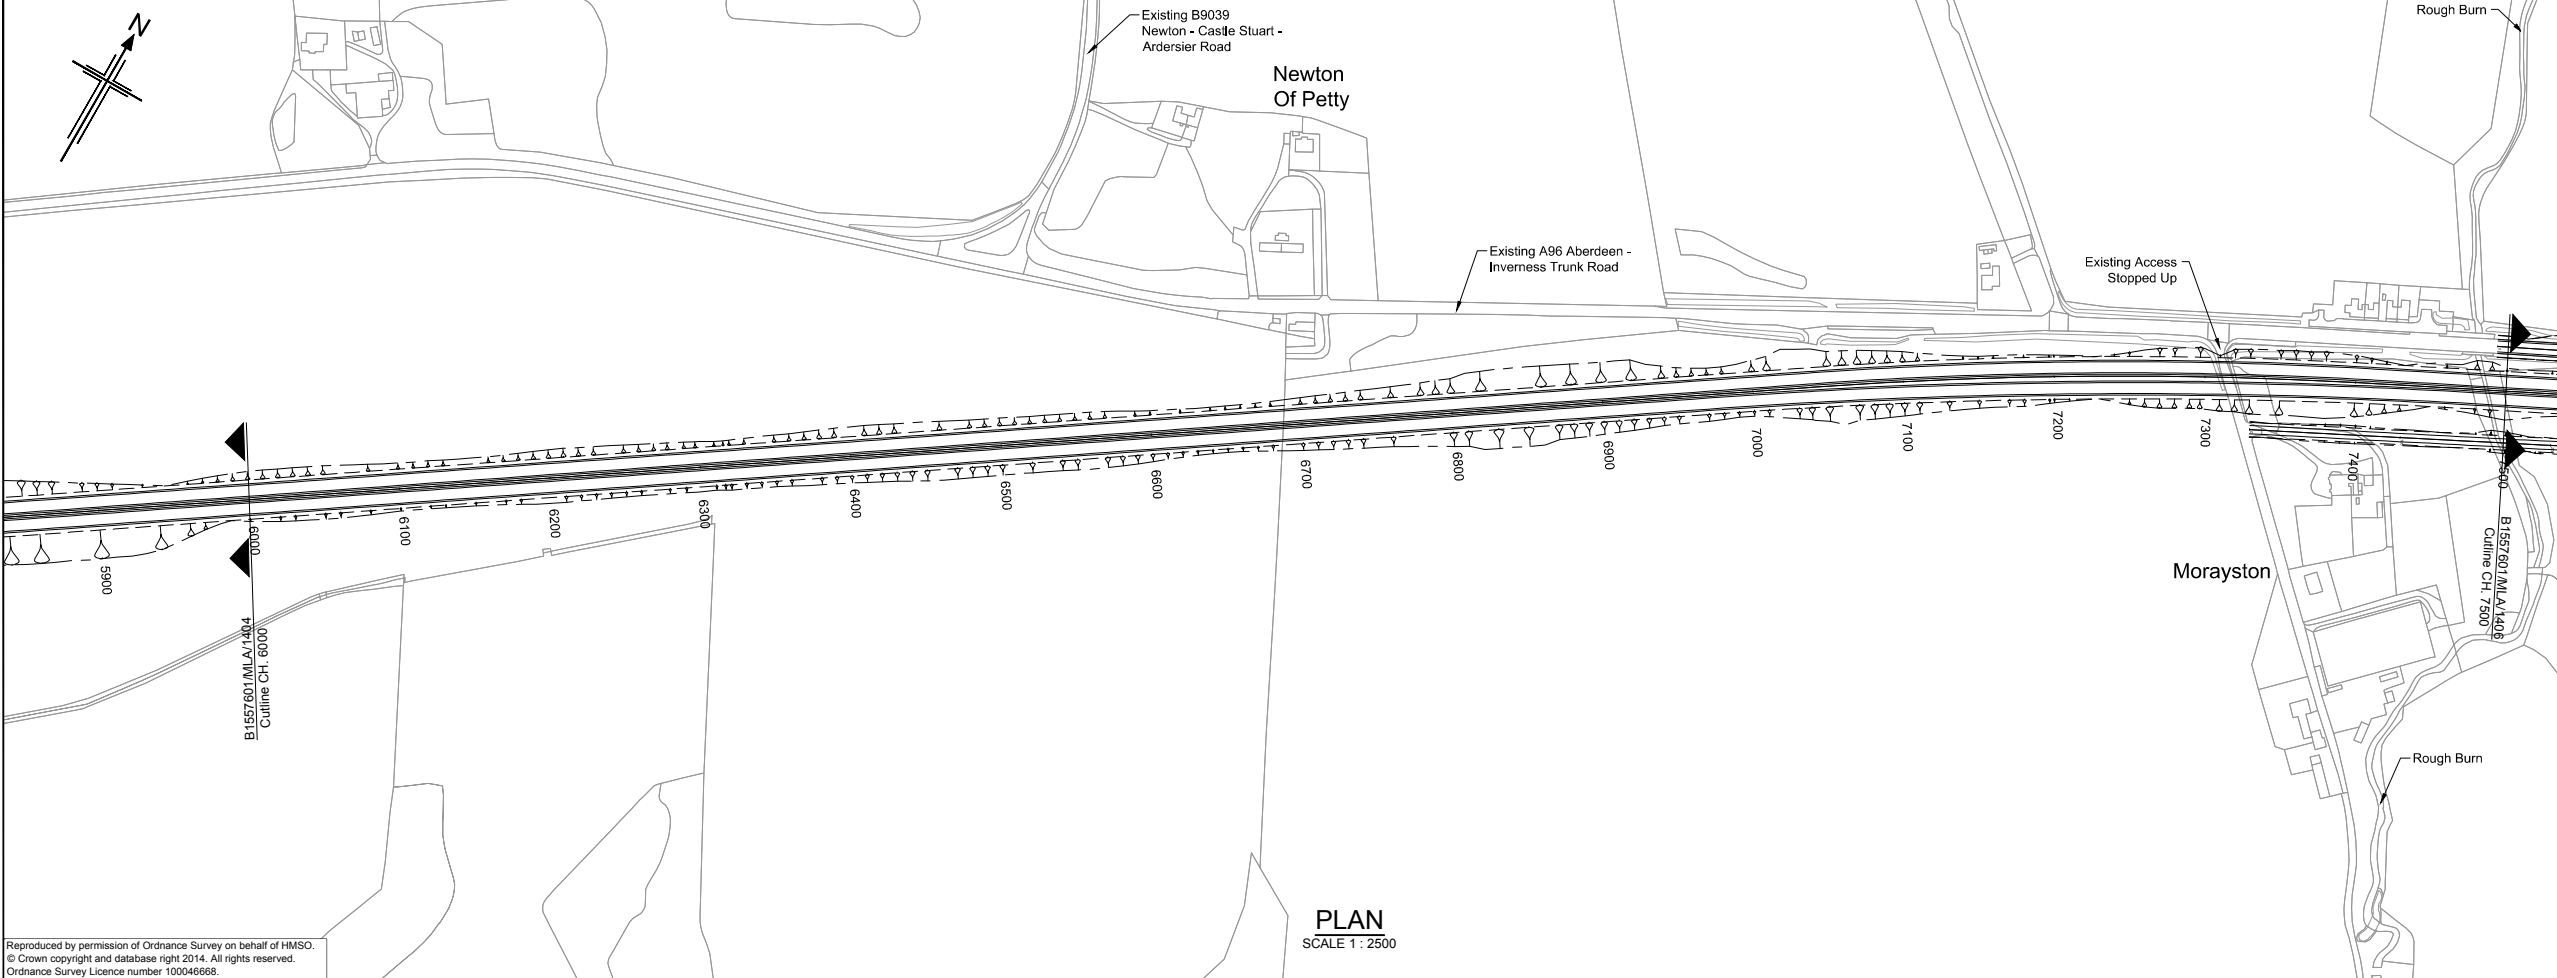 N
Existing B9039
Newton - Castle Stuart -
Ardersier Road
Newton
Of Petty
Rough Burn
Existing A96 Aberdeen -
Inverness Trunk Road
Existing Access
Stopped Up
5900
6000
6100
6200
6300
6400
6500
6600
6700
6800
6900
7000
7100
7200
7300
7400
7500
B1557601/MLA/1404
Cutline CH. 6000
B1557601/MLA/1406
Cutline CH. 7500
Morayston
Rough Burn
PLAN
SCALE 1 : 2500
Reproduced by permission of Ordnance Survey on behalf of HMSO.
© Crown copyright and database right 2014. All rights reserved.
Ordnance Survey Licence number 100046668.